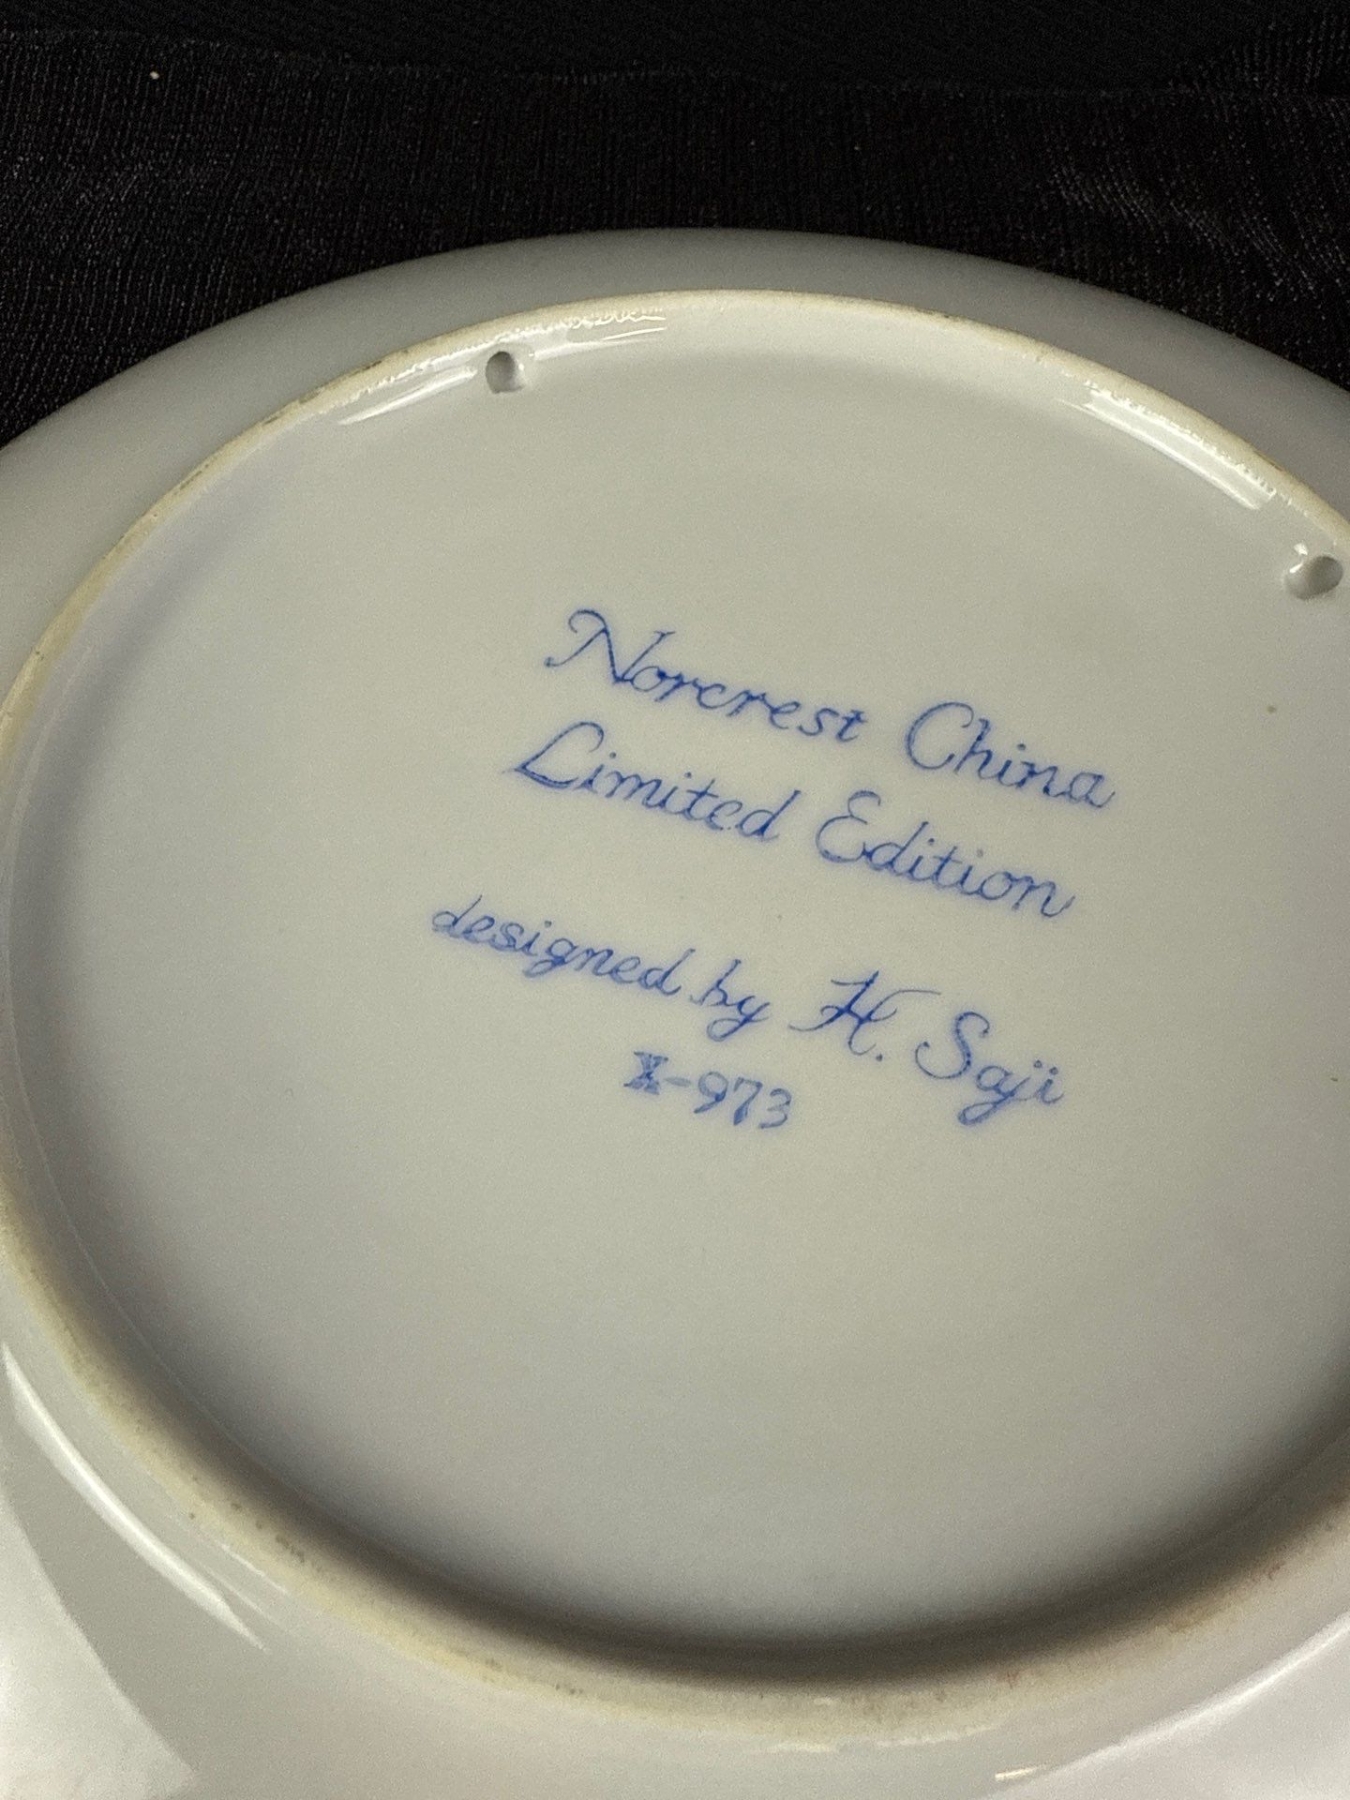 Norcrest China
Limited Edition
designed by H. Saji
X-973